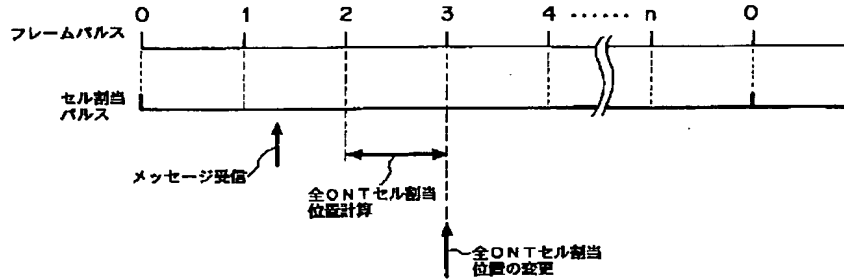 0 1 2 3 4 ...... n 0
フレームパルス
セル割当
パルス
メッセージ受信
全ONTセル割当
位置計算
全ONTセル割当
位置の変更